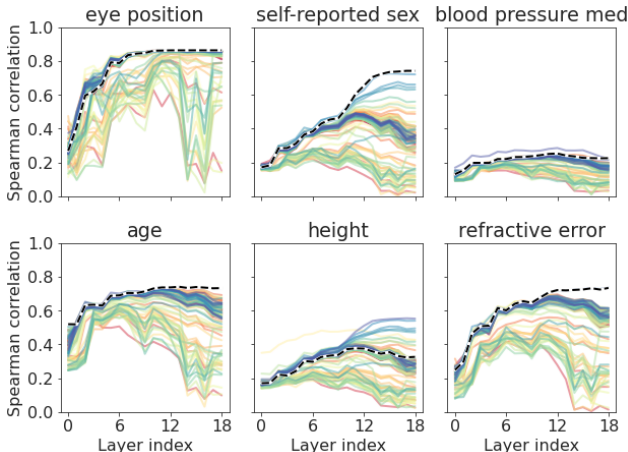 eye position self-reported sex blood pressure med
Spearman correlation
1.0
0.8
0.6
0.4
0.2
0.0
age height refractive error
Spearman correlation
1.0
0.8
0.6
0.4
0.2
0.0
0 6 12 18 0 6 12 18 0 6 12 18
Layer index Layer index Layer index